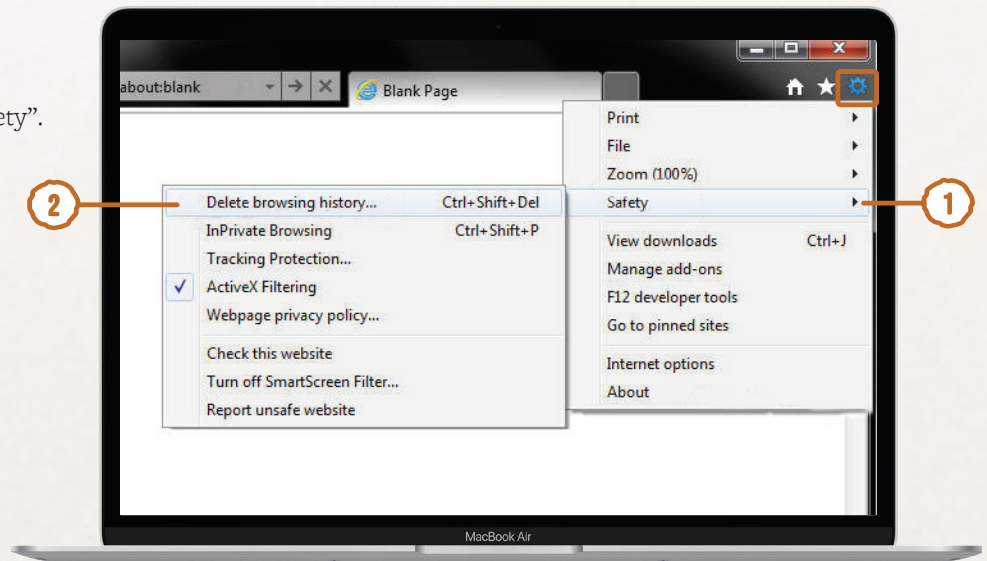 about:blank
Blank Page
ety”.
Print
File
Zoom (100%)
Safety
1
2
Delete browsing history... Ctrl+Shift+Del
InPrivate Browsing Ctrl+Shift+P
Tracking Protection...
ActiveX Filtering
Webpage privacy policy...
Check this website
Turn off SmartScreen Filter...
Report unsafe website
View downloads Ctrl+J
Manage add-ons
F12 developer tools
Go to pinned sites
Internet options
About
MacBook Air